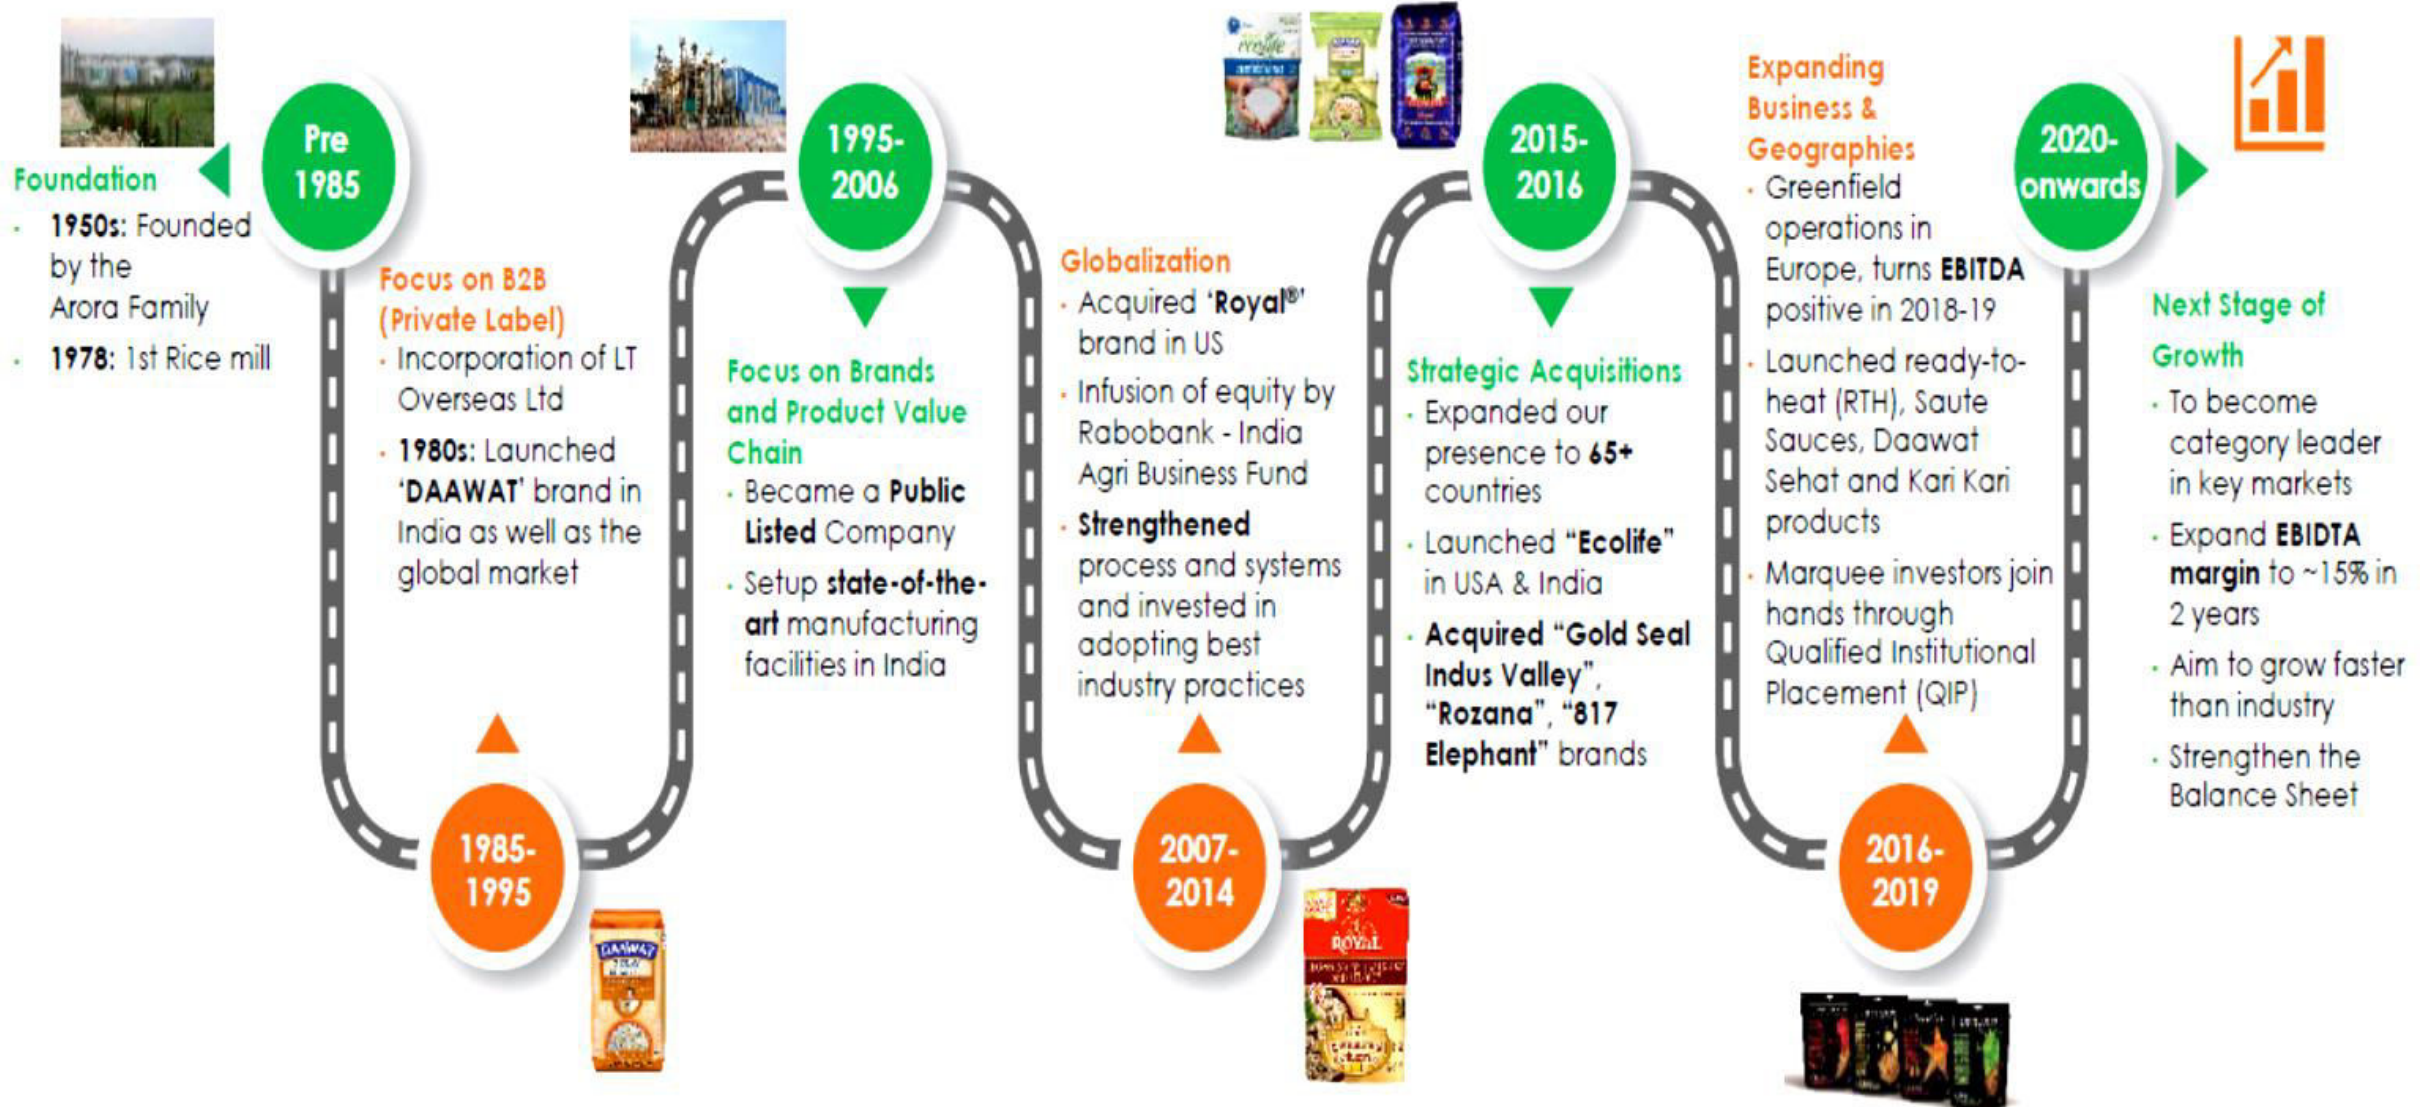 Pre
1985
Foundation
1950s: Founded
by the
Arora Family
1978: 1st Rice mill
Focus on B2B
(Private Label)
Incorporation of LT
Overseas Ltd
1980s: Launched
'DAAWAT' brand in
India as well as the
global market
1985-
1995
DAAWAT
1995-
2006
Focus on Brands
and Product Value
Chain
Became a Public
Listed Company
Setup state-of-the-
art manufacturing
facilities in India
Globalization
Acquired 'Royal®'
brand in US
Infusion of equity by
Rabobank - India
Agri Business Fund
Strengthened
process and systems
and invested in
adopting best
industry practices
2007-
2014
ROYAL
2015-
2016
Strategic Acquisitions
Expanded our
presence to 65+
countries
Launched "Ecolife"
in USA & India
Acquired "Gold Seal
Indus Valley",
"Rozana", "817
Elephant" brands
Expanding
Business &
Geographies
Greenfield
operations in
Europe, turns EBITDA
positive in 2018-19
Launched ready-to-
heat (RTH), Saute
Sauces, Daawat
Sehat and Kari Kari
products
Marquee investors join
hands through
Qualified Institutional
Placement (QIP)
2016-
2019
2020-
onwards
Next Stage of
Growth
To become
category leader
in key markets
Expand EBIDTA
margin to ~15% in
2 years
Aim to grow faster
than industry
Strengthen the
Balance Sheet